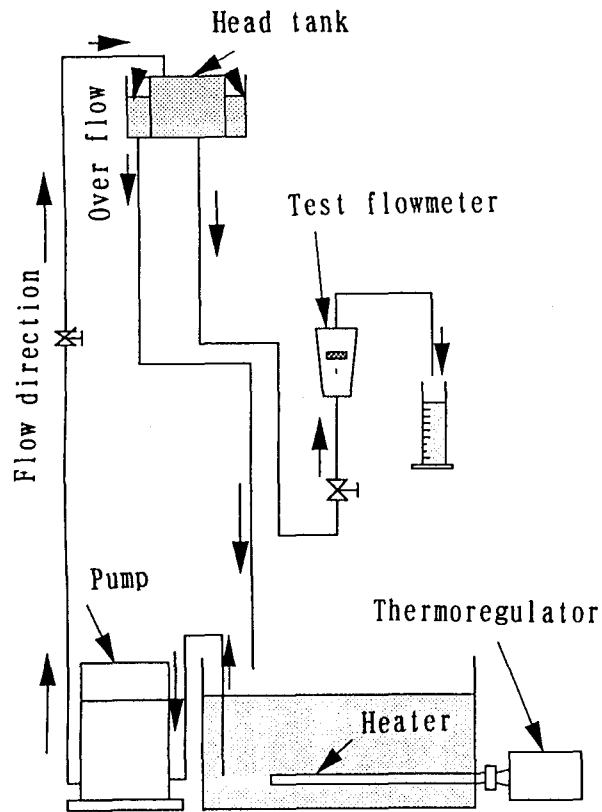 Head tank
Over flow
Test flowmeter
Flow direction
Pump
Thermoregulator
Heater